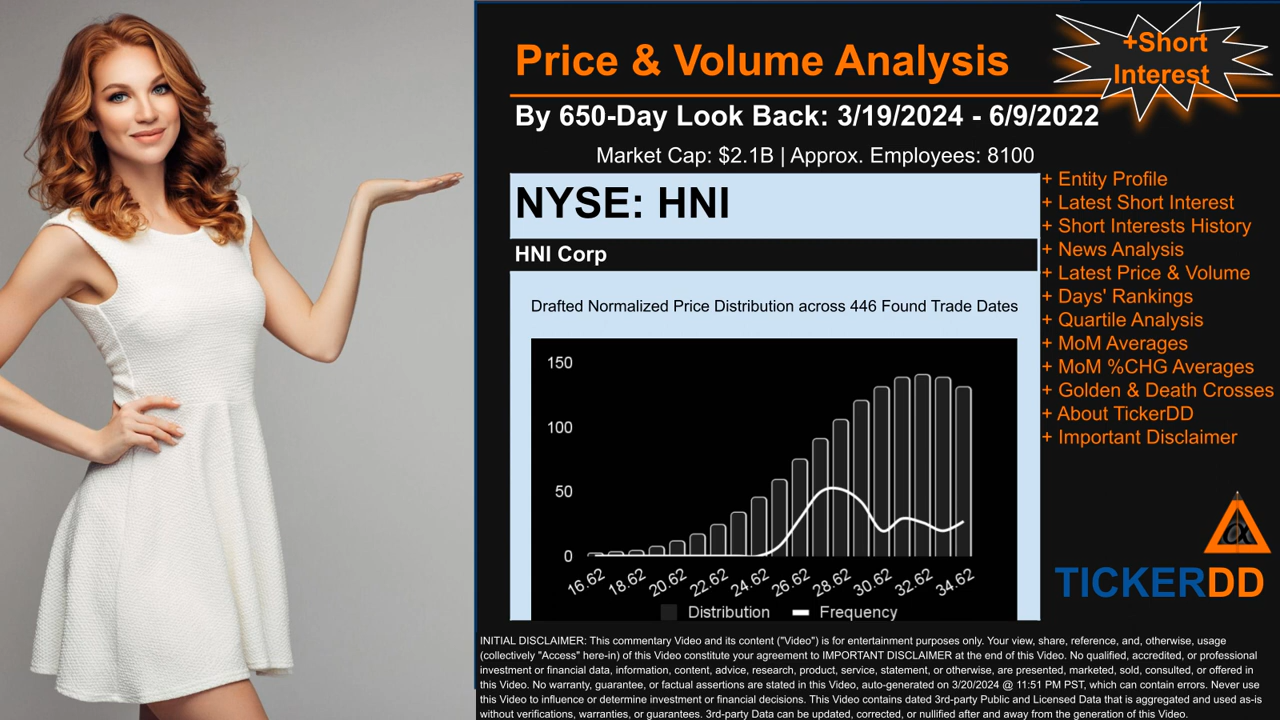 Price & Volume Analysis
+Short
Interest
By 650-Day Look Back: 3/19/2024 - 6/9/2022
Market Cap: $2.1B | Approx. Employees: 8100
NYSE: HNI
HNI Corp
Drafted Normalized Price Distribution across 446 Found Trade Dates
150
100
50
0
16.62 18.62 20.62 22.62 24.62 26.62 28.62 30.62 32.62 34.62
Distribution Frequency
+ Entity Profile
+ Latest Short Interest
+ Short Interests History
+ News Analysis
+ Latest Price & Volume
+ Days' Rankings
+ Quartile Analysis
+ MoM Averages
+ MoM %CHG Averages
+ Golden & Death Crosses
+ About TickerDD
+ Important Disclaimer
TICKERDD
INITIAL DISCLAIMER: This commentary Video and its content ("Video") is for entertainment purposes only. Your view, share, reference, and, otherwise, usage
(collectively "Access" here-in) of this Video constitute your agreement to IMPORTANT DISCLAIMER at the end of this Video. No qualified, accredited, or professional
investment or financial data, information, content, advice, research, product, service, statement, or otherwise, are presented, marketed, sold, consulted, or offered in
this Video. No warranty, guarantee, or factual assertions are stated in this Video, auto-generated on 3/20/2024 @ 11:51 PM PST, which can contain errors. Never use
this Video to influence or determine investment or financial decisions. This Video contains dated 3rd-party Public and Licensed Data that is aggregated and used as-is
without verifications, warranties, or guarantees. 3rd-party Data can be updated, corrected, or nullified after and away from the generation of this Video.